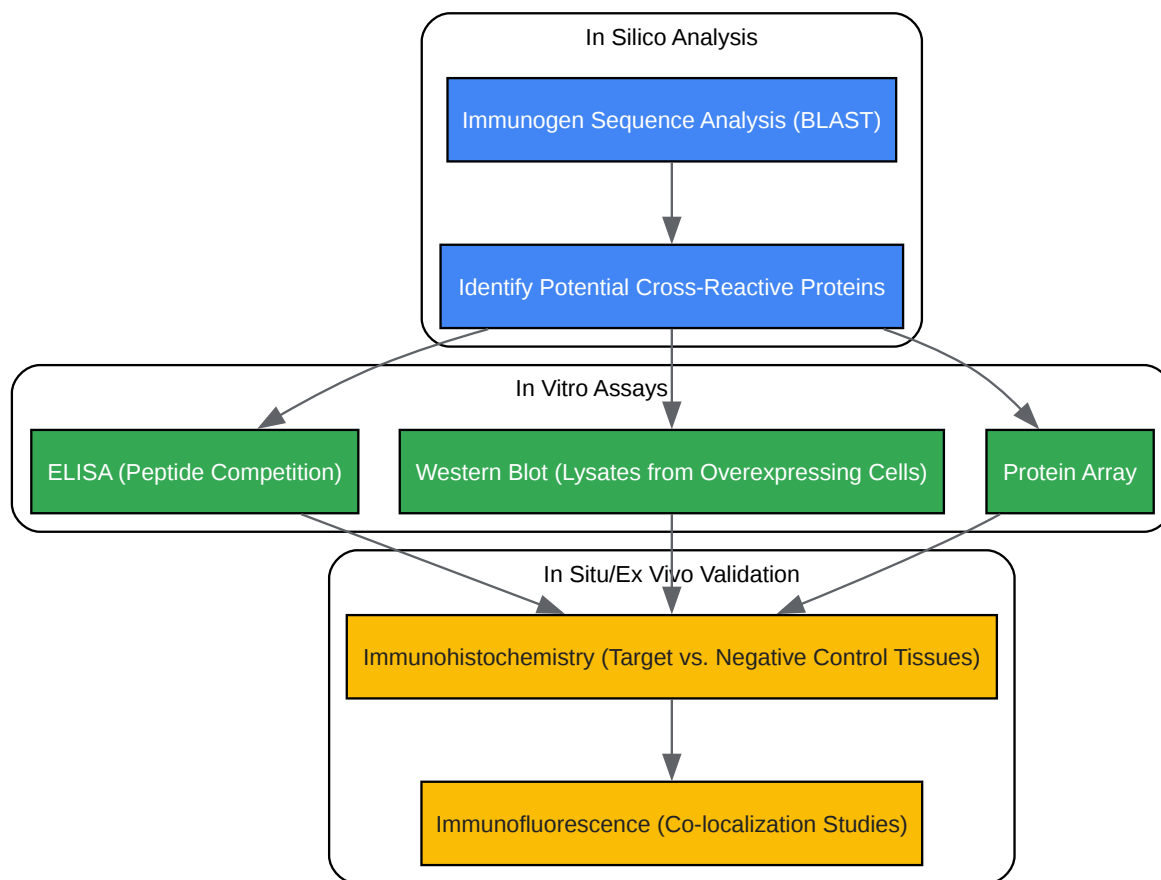 In Silico Analysis
Immunogen Sequence Analysis (BLAST)
Identify Potential Cross-Reactive Proteins
In Vitro Assays
ELISA (Peptide Competition)
Western Blot (Lysates from Overexpressing Cells)
Protein Array
In Situ/Ex Vivo Validation
Immunohistochemistry (Target vs. Negative Control Tissues)
Immunofluorescence (Co-localization Studies)